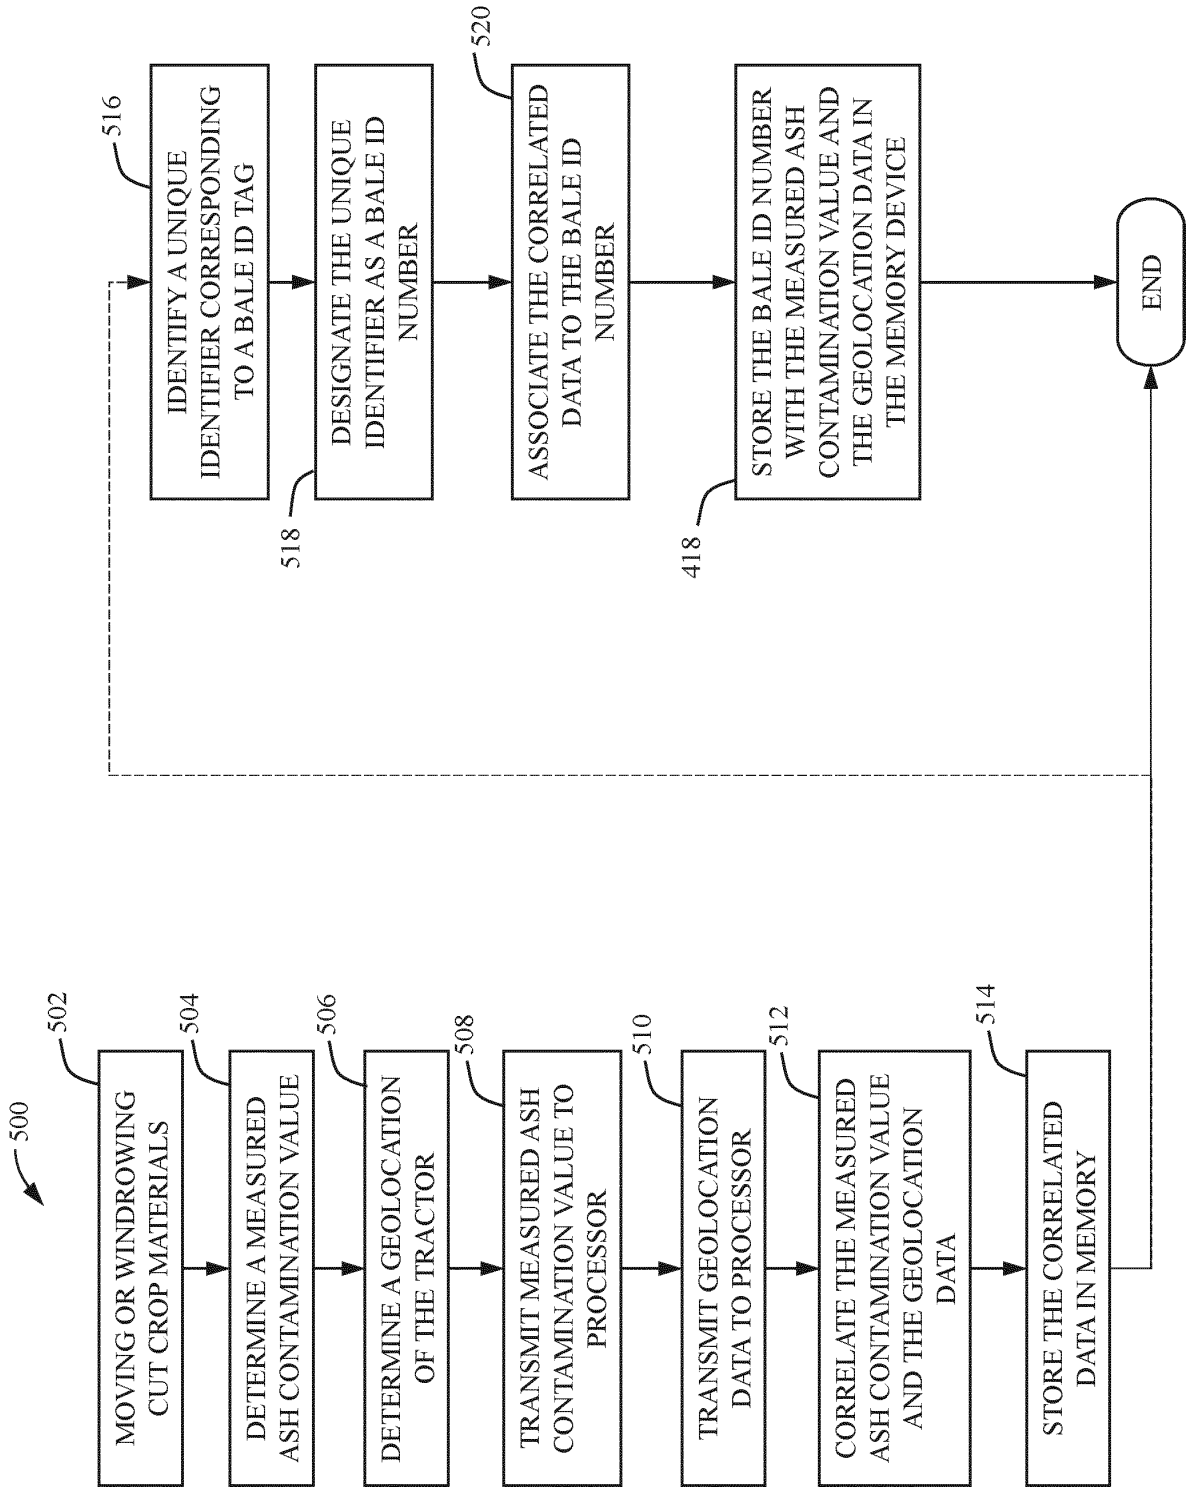 500
502
MOVING OR WINDROWING
CUT CROP MATERIALS
504
DETERMINE A MEASURED
ASH CONTAMINATION VALUE
506
DETERMINE A GEOLOCATION
OF THE TRACTOR
508
TRANSMIT MEASURED ASH
CONTAMINATION VALUE TO
PROCESSOR
510
TRANSMIT GEOLOCATION
DATA TO PROCESSOR
512
CORRELATE THE MEASURED
ASH CONTAMINATION VALUE
AND THE GEOLOCATION
DATA
514
STORE THE CORRELATED
DATA IN MEMORY
516
IDENTIFY A UNIQUE
IDENTIFIER CORRESPONDING
TO A BALE ID TAG
518
DESIGNATE THE UNIQUE
IDENTIFIER AS A BALE ID
NUMBER
520
ASSOCIATE THE CORRELATED
DATA TO THE BALE ID
NUMBER
418
STORE THE BALE ID NUMBER
WITH THE MEASURED ASH
CONTAMINATION VALUE AND
THE GEOLOCATION DATA IN
THE MEMORY DEVICE
END